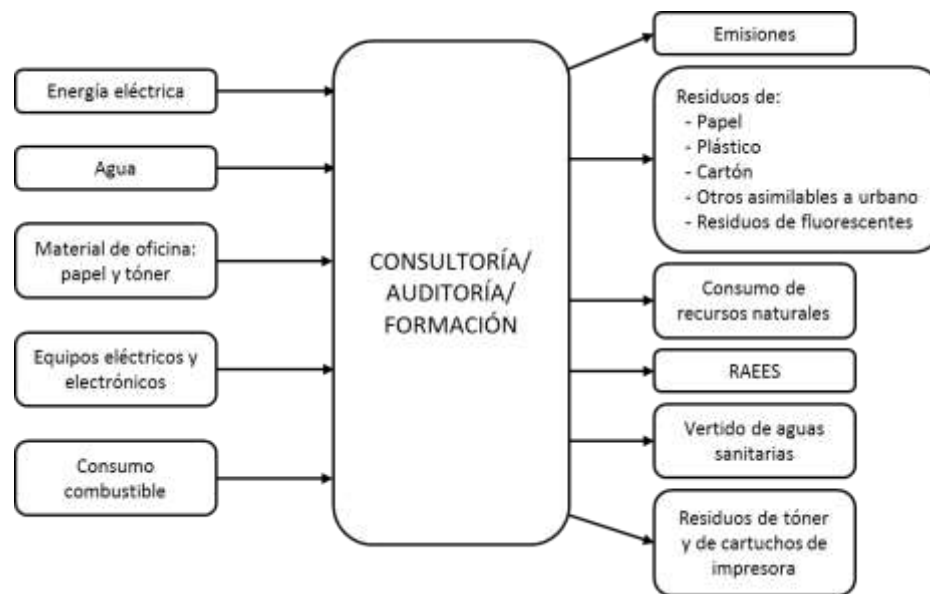 Energía eléctrica
Agua
Material de oficina:
papel y tóner
Equipos eléctricos y
electrónicos
Consumo
combustible
CONSULTORÍA/
AUDITORÍA/
FORMACIÓN
Emisiones
Residuos de:
- Papel
- Plástico
- Cartón
- Otros asimilables a urbano
- Residuos de fluorescentes
Consumo de
recursos naturales
RAEES
Vertido de aguas
sanitarias
Residuos de tóner
y de cartuchos de
impresora